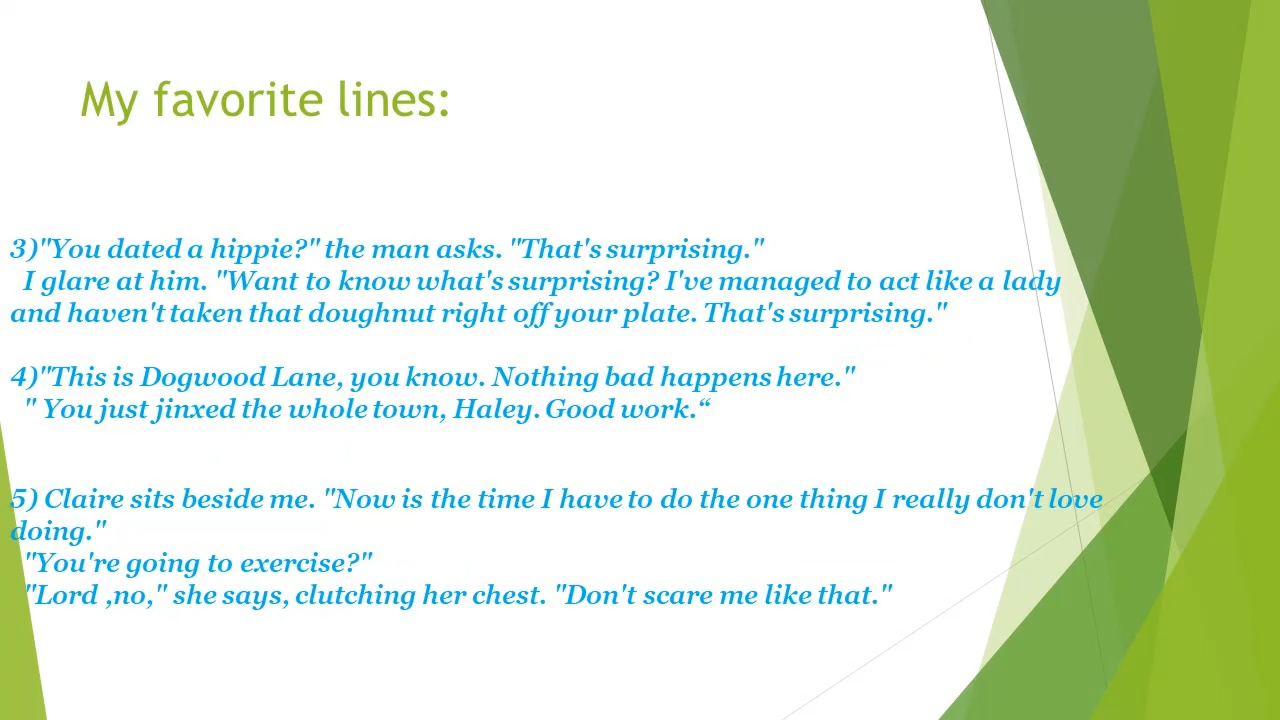 My favorite lines:
3)"You dated a hippie?" the man asks. "That's surprising."
I glare at him. "Want to know what's surprising? I've managed to act like a lady
and haven't taken that doughnut right off your plate. That's surprising."
4)"This is Dogwood Lane, you know. Nothing bad happens here."
" You just jinxed the whole town, Haley. Good work.“
5) Claire sits beside me. "Now is the time I have to do the one thing I really don't love
doing."
"You're going to exercise?"
"Lord ,no," she says, clutching her chest. "Don't scare me like that."